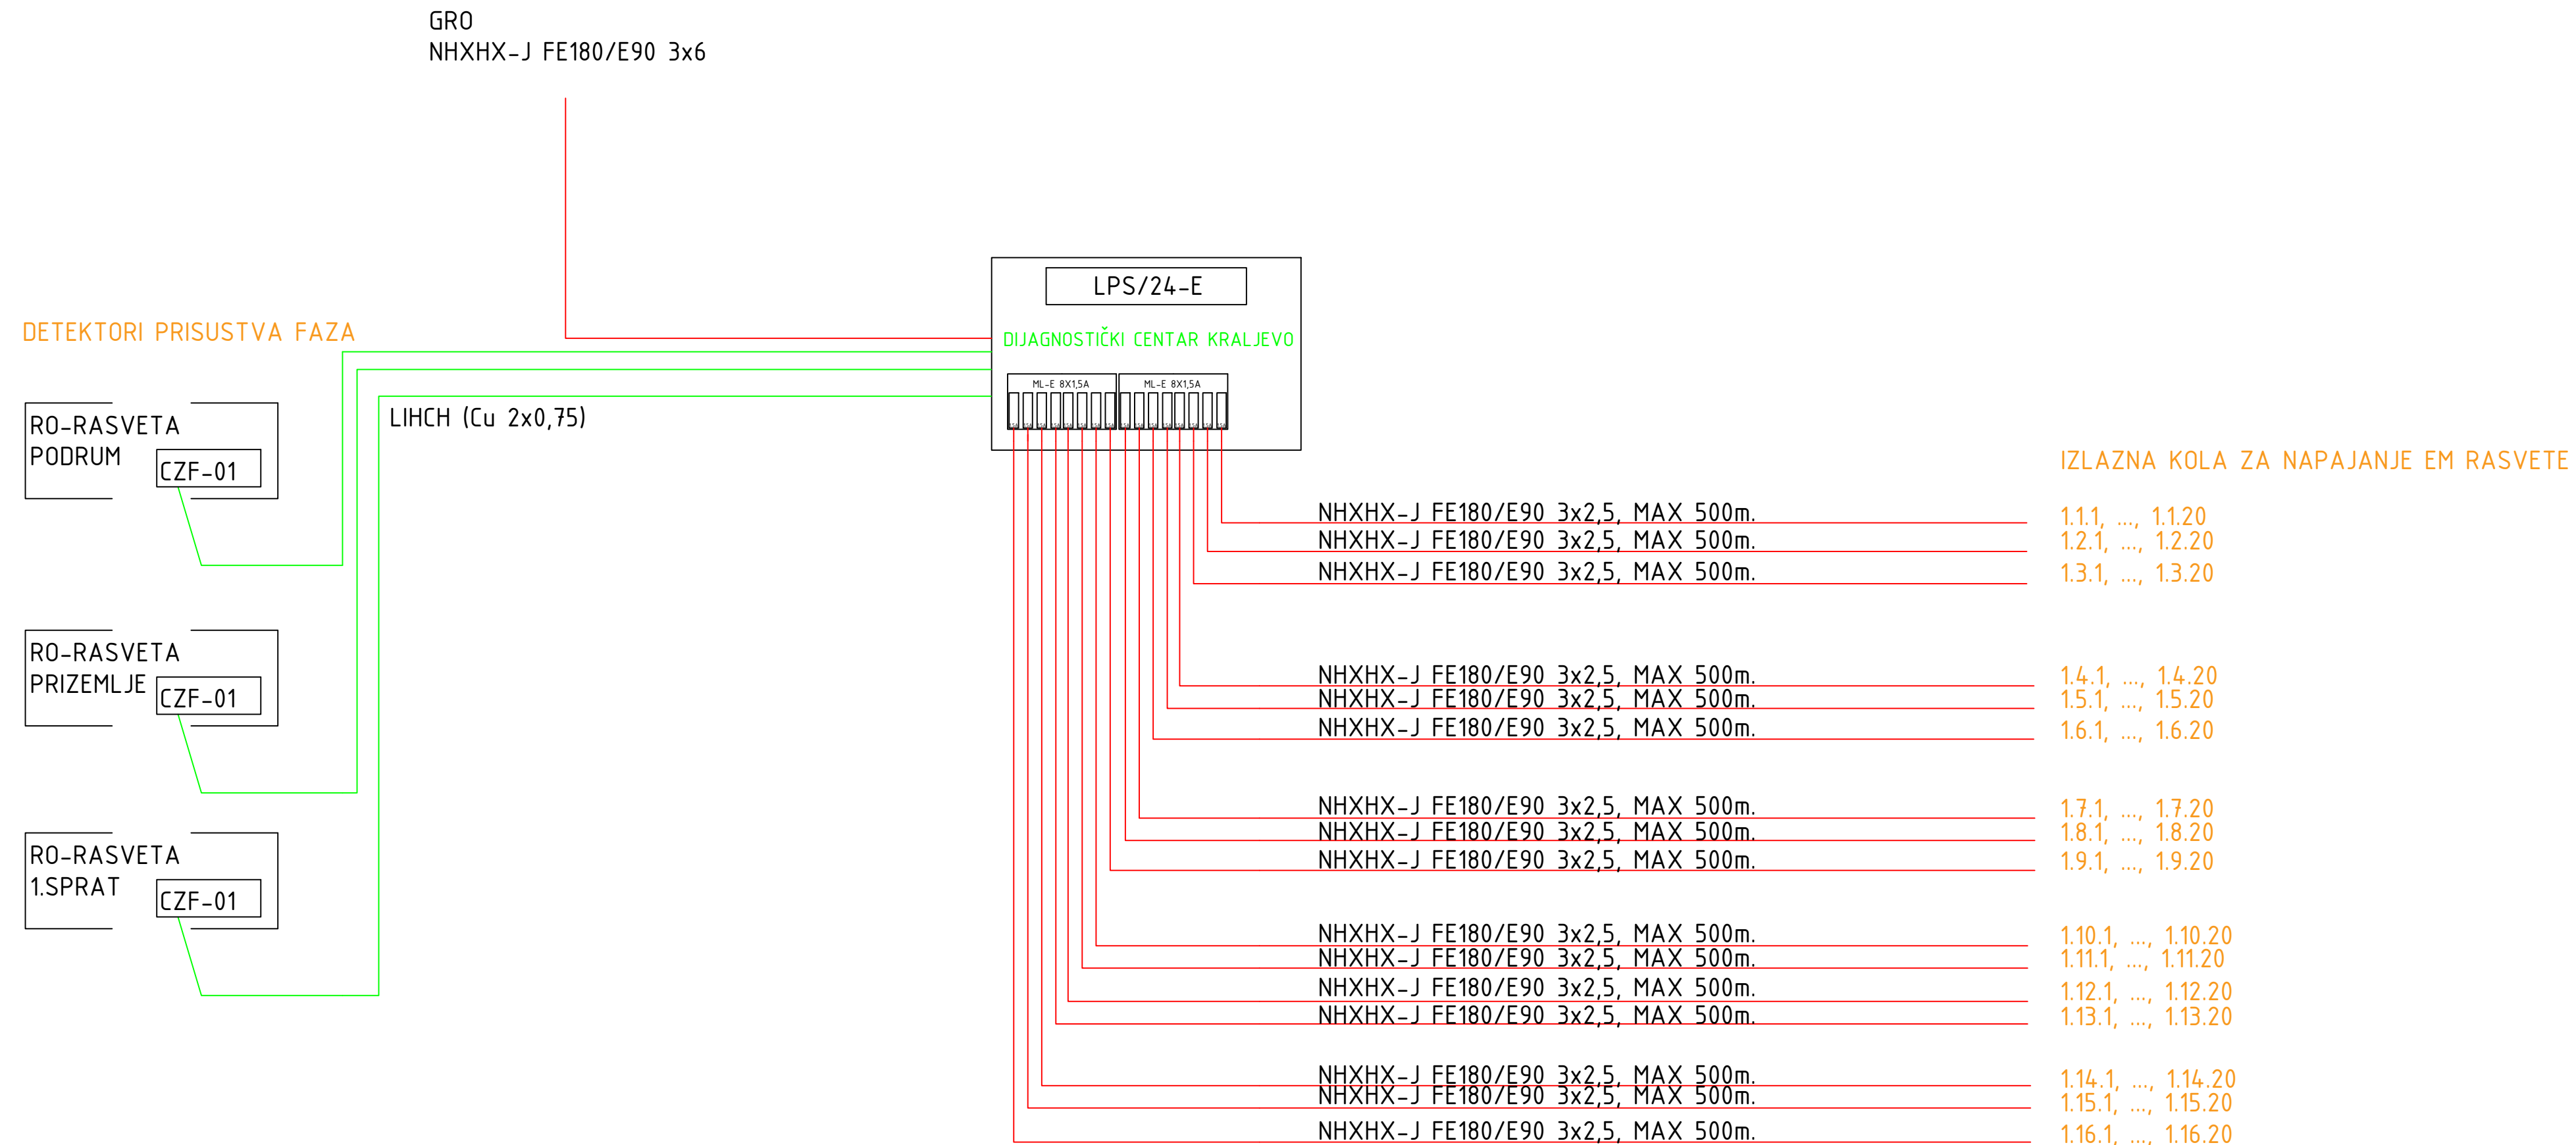 GRO
NHXHX-J FE180/E90 3x6
LPS/24-E
DIJAGNOSTIČKI CENTAR KRALJEVO
ML-E 8X1,5A
ML-E 8X1,5A
DETEKTORI PRISUSTVA FAZA
RO-RASVETA
PODRUM
CZF-01
LIHCH (Cu 2x0,75)
RO-RASVETA
PRIZEMLJE
CZF-01
RO-RASVETA
1.SPRAT
CZF-01
IZLAZNA KOLA ZA NAPAJANJE EM RASVETE
NHXHX-J FE180/E90 3x2,5, MAX 500m.
1.1.1, ..., 1.1.20
NHXHX-J FE180/E90 3x2,5, MAX 500m.
1.2.1, ..., 1.2.20
NHXHX-J FE180/E90 3x2,5, MAX 500m.
1.3.1, ..., 1.3.20
NHXHX-J FE180/E90 3x2,5, MAX 500m.
1.4.1, ..., 1.4.20
NHXHX-J FE180/E90 3x2,5, MAX 500m.
1.5.1, ..., 1.5.20
NHXHX-J FE180/E90 3x2,5, MAX 500m.
1.6.1, ..., 1.6.20
NHXHX-J FE180/E90 3x2,5, MAX 500m.
1.7.1, ..., 1.7.20
NHXHX-J FE180/E90 3x2,5, MAX 500m.
1.8.1, ..., 1.8.20
NHXHX-J FE180/E90 3x2,5, MAX 500m.
1.9.1, ..., 1.9.20
NHXHX-J FE180/E90 3x2,5, MAX 500m.
1.10.1, ..., 1.10.20
NHXHX-J FE180/E90 3x2,5, MAX 500m.
1.11.1, ..., 1.11.20
NHXHX-J FE180/E90 3x2,5, MAX 500m.
1.12.1, ..., 1.12.20
NHXHX-J FE180/E90 3x2,5, MAX 500m.
1.13.1, ..., 1.13.20
NHXHX-J FE180/E90 3x2,5, MAX 500m.
1.14.1, ..., 1.14.20
NHXHX-J FE180/E90 3x2,5, MAX 500m.
1.15.1, ..., 1.15.20
NHXHX-J FE180/E90 3x2,5, MAX 500m.
1.16.1, ..., 1.16.20